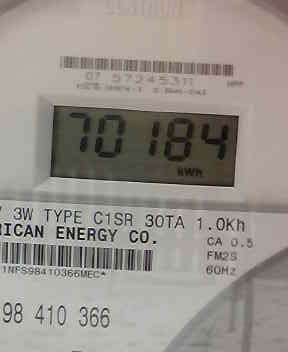 07 57245311
70184
kWh
3W TYPE C1SR 30TA 1.0Kh
RICAN ENERGY CO.
CA 0.5
FM2S
60Hz
1NFS98410366MEC*
98 410 366